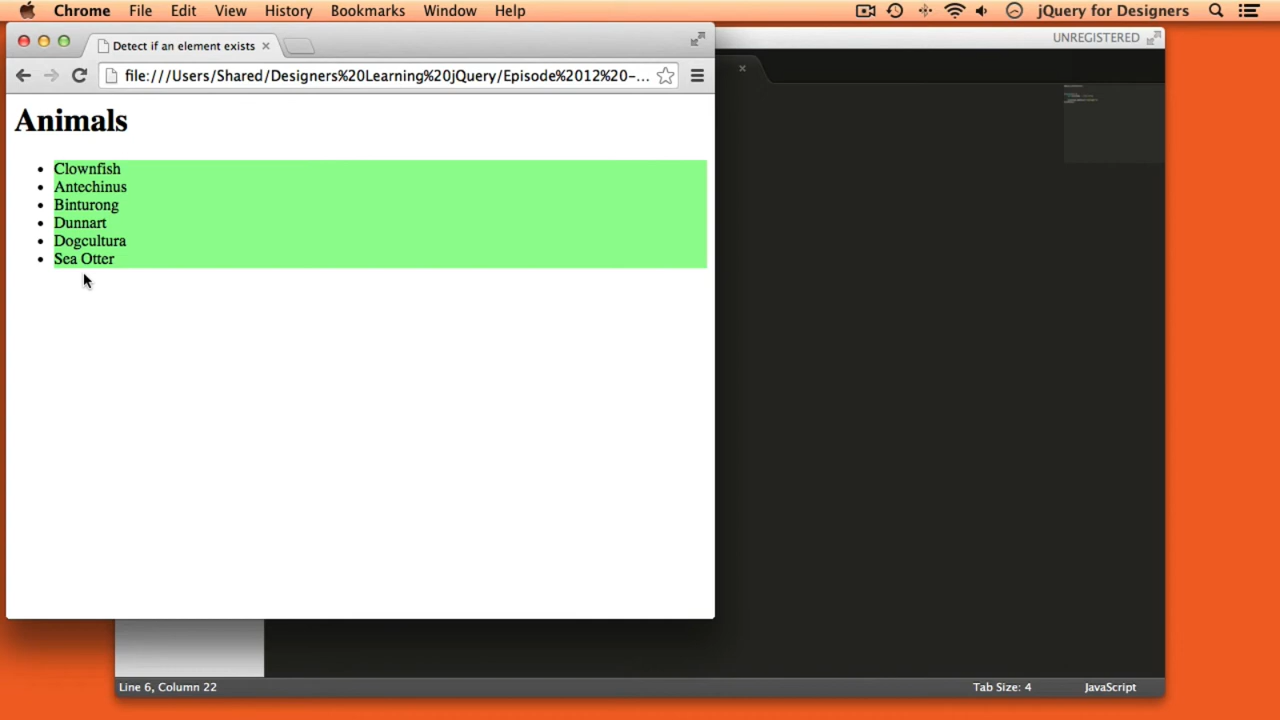 Chrome File Edit View History Bookmarks Window Help jQuery for Designers
UNREGISTERED
Detect if an element exists
file:///Users/Shared/Designers%20Learning%20jQuery/Episode%2012%20-...
Animals
Clownfish
Antechinus
Binturong
Dunnart
Dogcultura
Sea Otter
Line 6, Column 22 Tab Size: 4 JavaScript